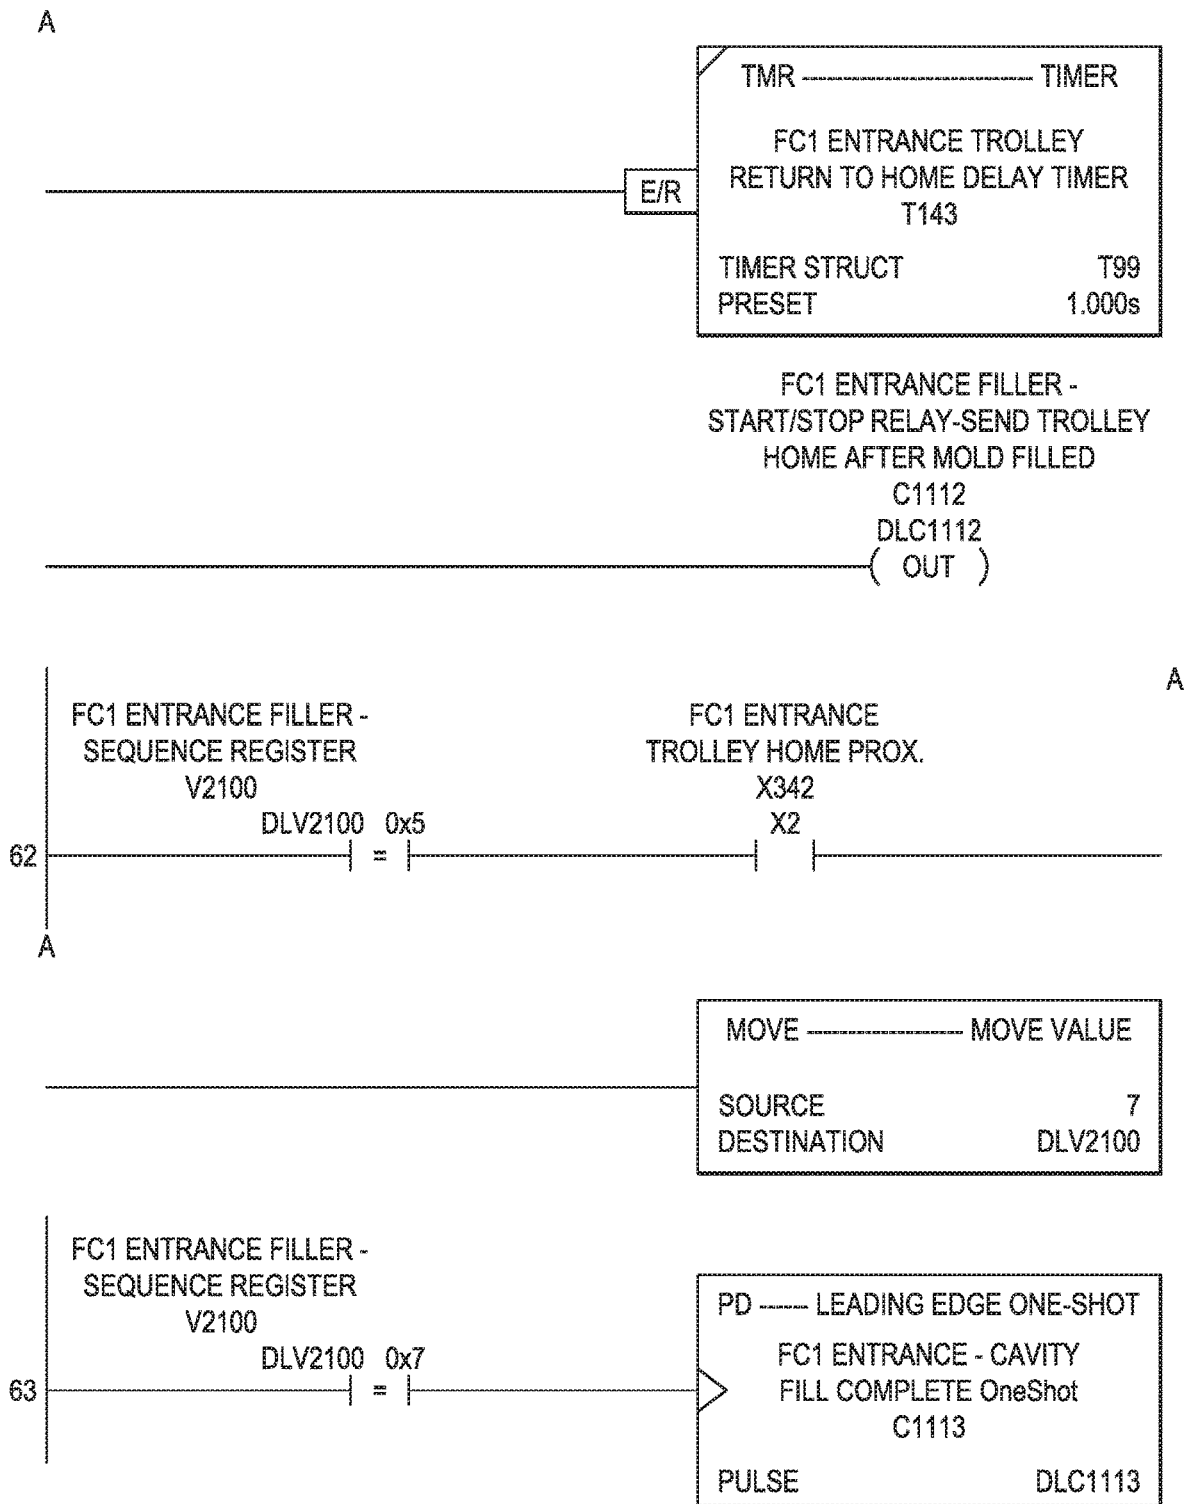 A
TMR ---------------------------- TIMER
FC1 ENTRANCE TROLLEY
RETURN TO HOME DELAY TIMER
T143
E/R
TIMER STRUCT T99
PRESET 1.000s
FC1 ENTRANCE FILLER -
START/STOP RELAY-SEND TROLLEY
HOME AFTER MOLD FILLED
C1112
DLC1112
( OUT )
A
FC1 ENTRANCE FILLER -
SEQUENCE REGISTER
V2100
DLV2100 0x5
=
FC1 ENTRANCE
TROLLEY HOME PROX.
X342
X2
62
A
MOVE ------------------- MOVE VALUE
SOURCE 7
DESTINATION DLV2100
FC1 ENTRANCE FILLER -
SEQUENCE REGISTER
V2100
DLV2100 0x7
=
63
PD ------ LEADING EDGE ONE-SHOT
FC1 ENTRANCE - CAVITY
FILL COMPLETE OneShot
C1113
PULSE DLC1113